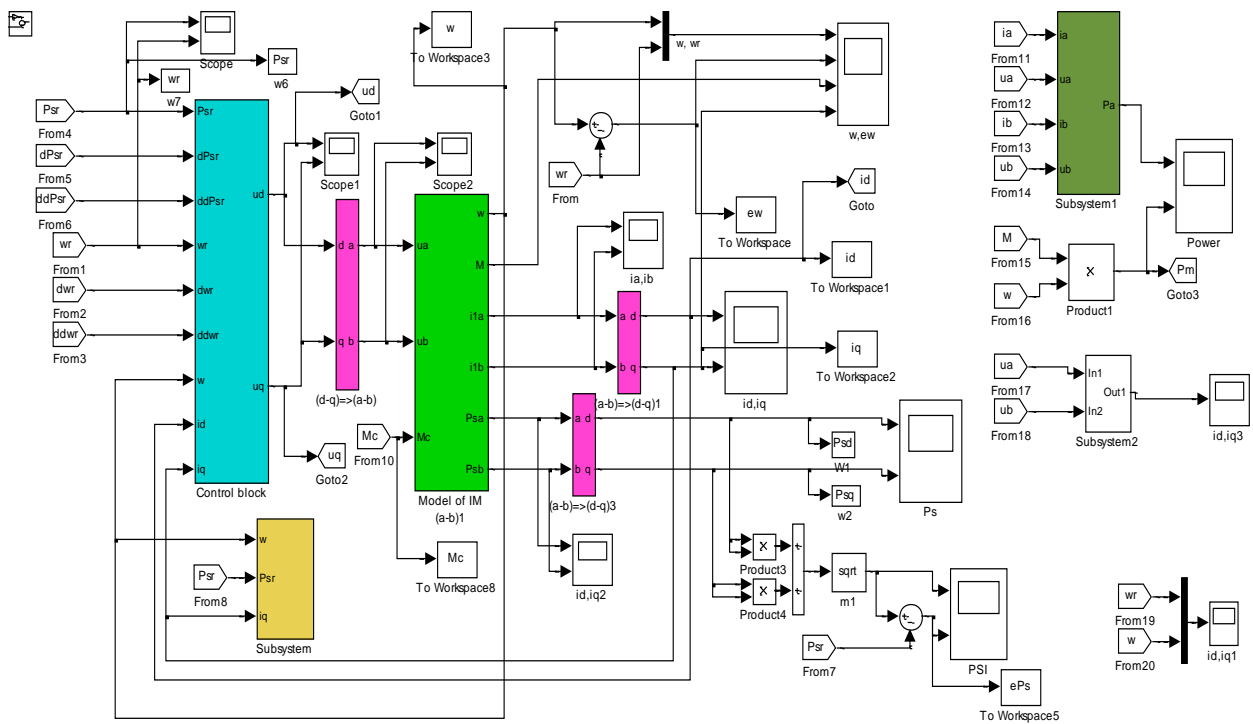 Scope
Psr
w6
wr
w7
Psr
From4
dPsr
From5
ddPsr
From6
wr
From1
dwr
From2
ddwr
From3
Psr
dPsr
ddPsr
wr
dwr
ddwr
w
id
iq
ud
uq
Control block
ud
Goto1
Scope1
d a
q b
(d-q)=>(a-b)
uq
Goto2
w
Psr
iq
Psr
From8
Subsystem
w
To Workspace3
Scope2
ua
ub
Mc
w
M
i1a
i1b
Psa
Psb
Model of IM
(a-b)1
Mc
From10
Mc
To Workspace8
w, wr
w,ew
wr
From
ew
To Workspace
id
Goto
id
To Workspace1
ia,ib
a d
b q
(a-b)=>(d-q)1
id,iq
iq
To Workspace2
a d
b q
(a-b)=>(d-q)3
Psd
W1
Psq
w2
Ps
id,iq2
x
Product3
x
Product4
sqrt
m1
Psr
From7
PSI
ePs
To Workspace5
ia
From11
ua
From12
ib
From13
ub
From14
ia
ua
ib
ub
Pa
Subsystem1
Power
M
From15
w
From16
x
Product1
Pm
Goto3
ua
From17
ub
From18
In1
In2
Out1
Subsystem2
id,iq3
wr
From19
w
From20
id,iq1